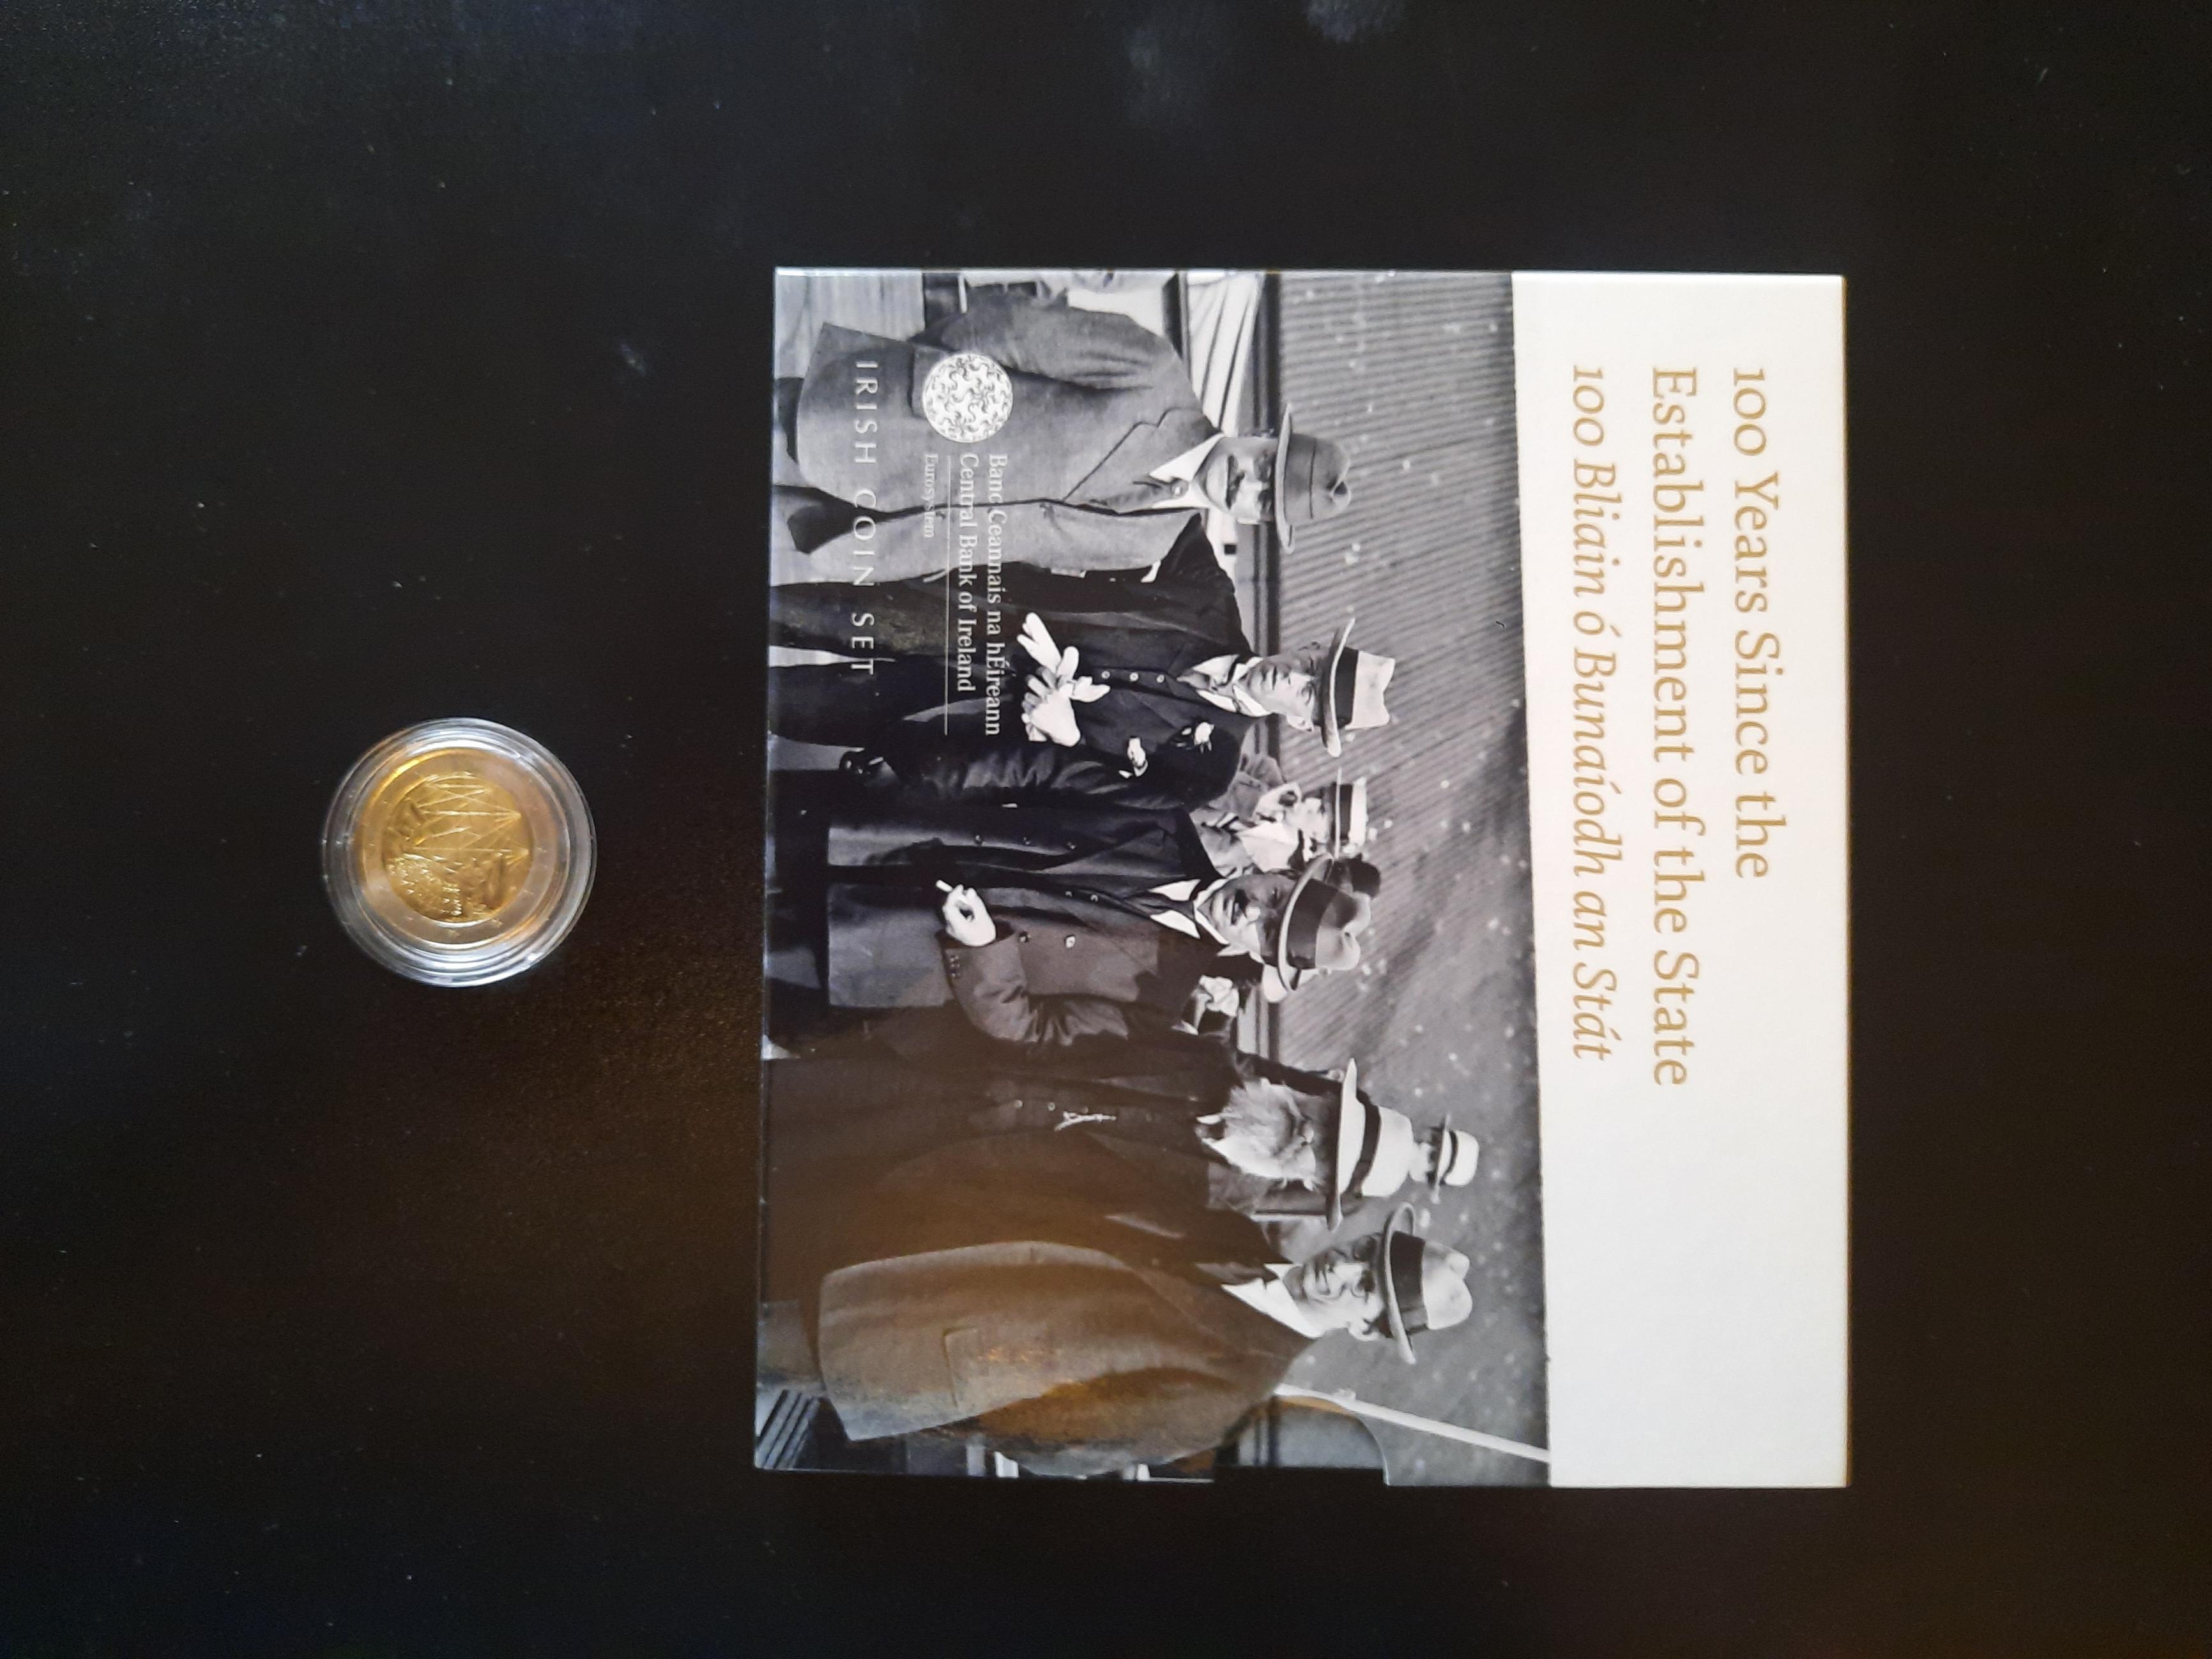 100 Years Since the
Establishment of the State
100 Bliain ó Bunaíodh an Stát
Banc Ceannais na hÉireann
Central Bank of Ireland
Eurosystem
IRISH COIN SET